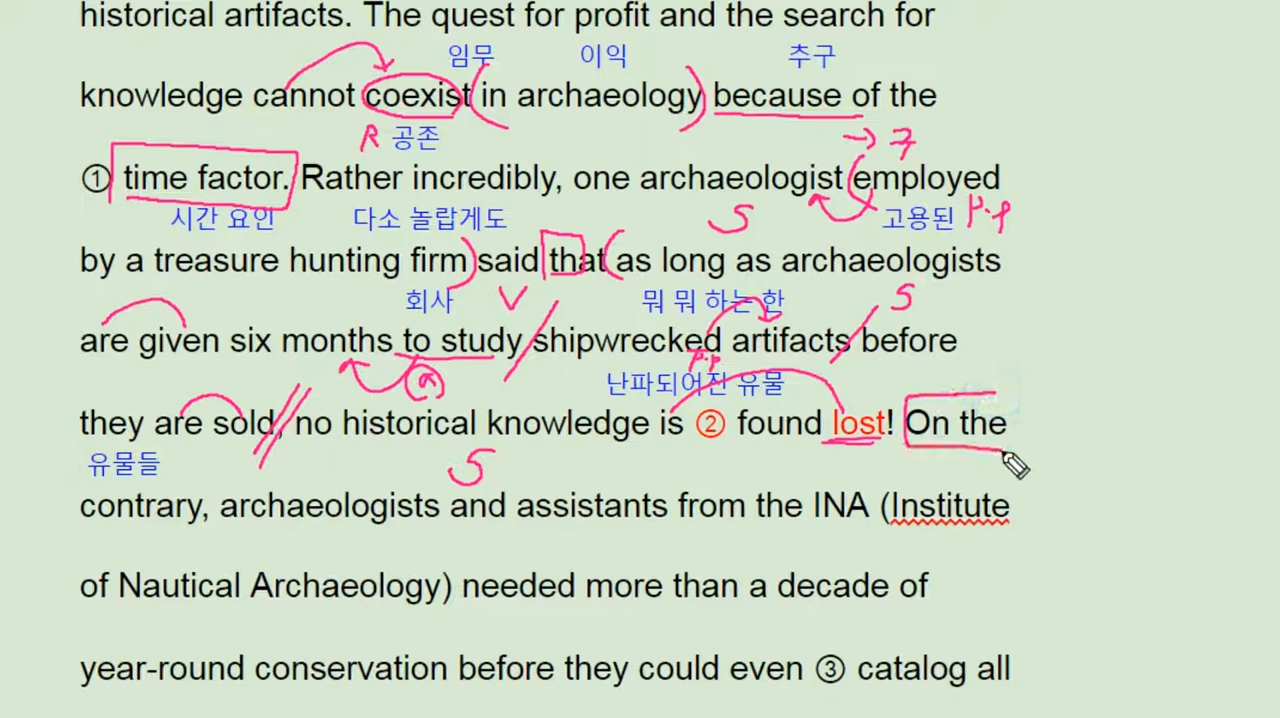 historical artifacts. The quest for profit and the search for
임무 이익 추구
knowledge cannot coexist in archaeology because of the
R 공존 → 구
① time factor. Rather incredibly, one archaeologist employed
시간 요인 다소 놀랍게도 S 고용된 p.p
by a treasure hunting firm said that as long as archaeologists
회사 V 뭐 뭐 하는 한 S
are given six months to study shipwrecked artifacts before
p.p
난파되어진 유물
they are sold, no historical knowledge is ② found lost! On the
유물들 S
contrary, archaeologists and assistants from the INA (Institute
of Nautical Archaeology) needed more than a decade of
year-round conservation before they could even ③ catalog all